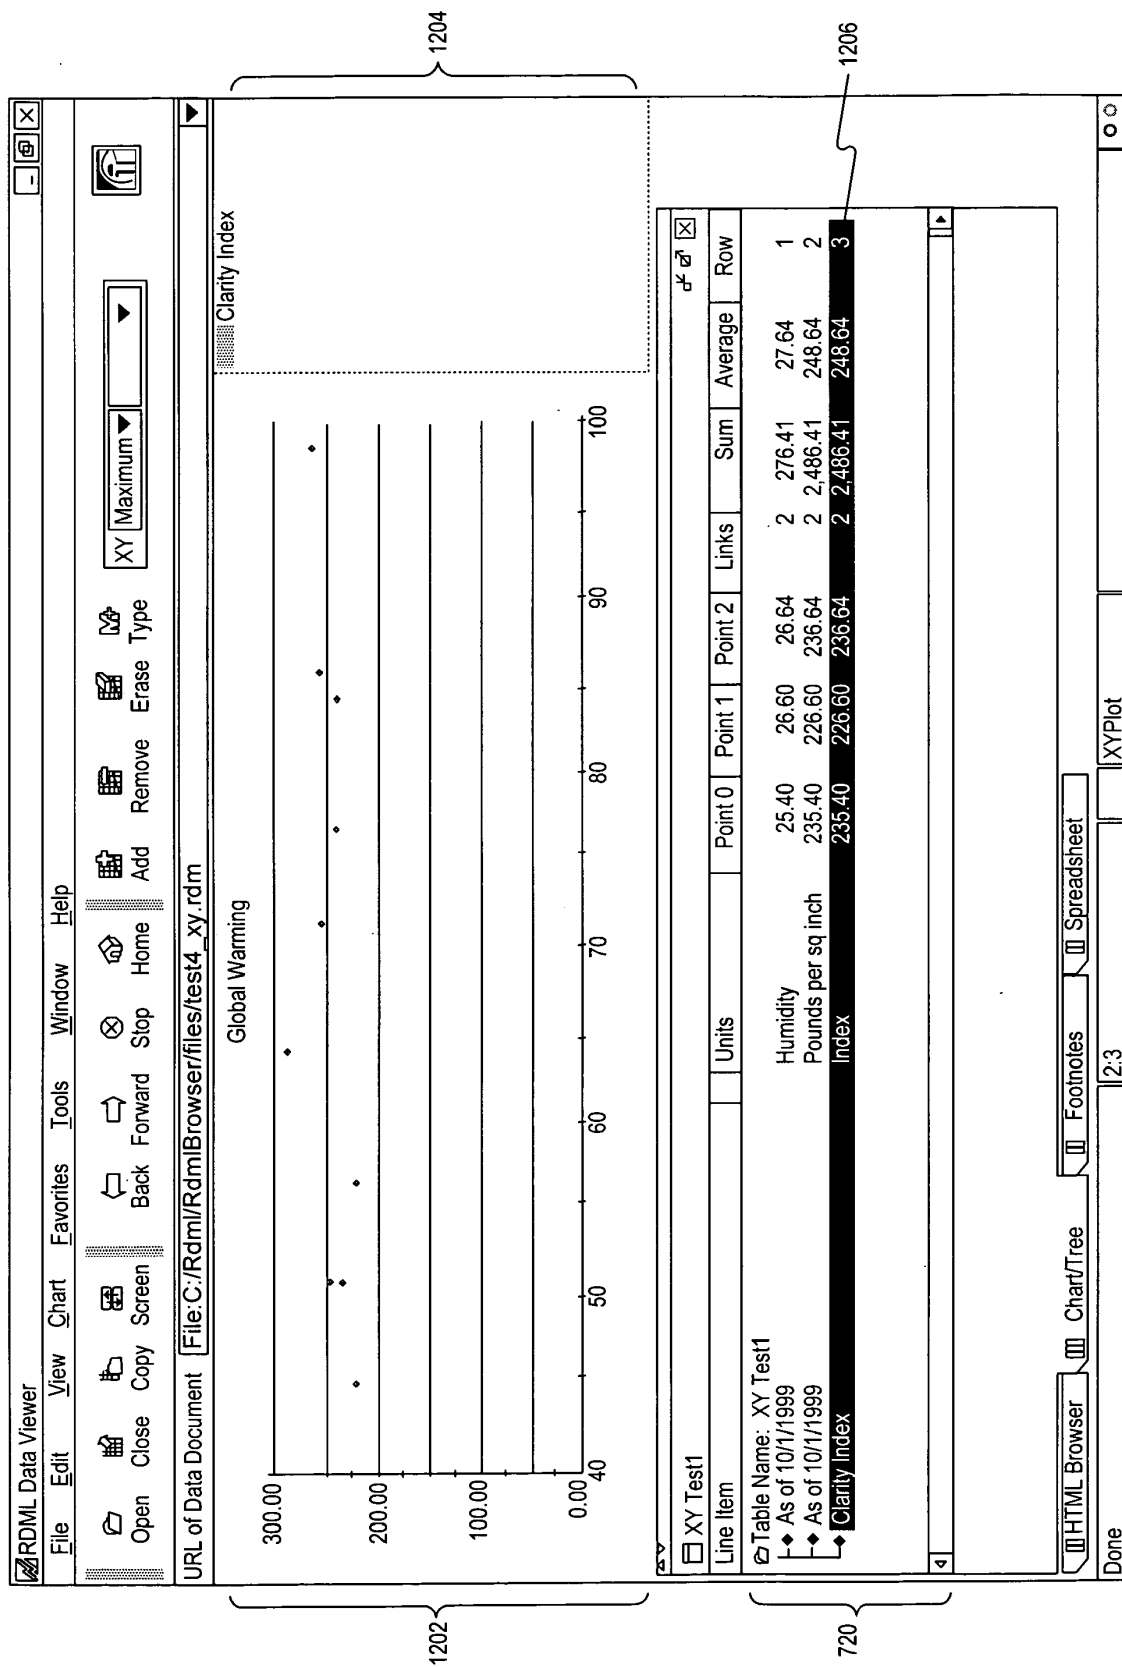 RDML Data Viewer
File Edit View Chart Favorites Tools Window Help
Open Close Copy Screen Back Forward Stop Home Add Remove Erase Type XY Maximum
URL of Data Document File:C:/Rdml/RdmlBrowser/files/test4_xy.rdm
Global Warming
Clarity Index
300.00
200.00
100.00
0.00
40 50 60 70 80 90 100
1202
1204
XY Test1
Line Item Units Point 0 Point 1 Point 2 Links Sum Average Row
Table Name: XY Test1
As of 10/1/1999 Humidity 25.40 26.60 26.64 2 276.41 27.64 1
As of 10/1/1999 Pounds per sq inch 235.40 226.60 236.64 2 2,486.41 248.64 2
Clarity Index Index 235.40 226.60 236.64 2 2,486.41 248.64 3
720
1206
HTML Browser Chart/Tree Footnotes Spreadsheet
Done 2:3 XYPlot